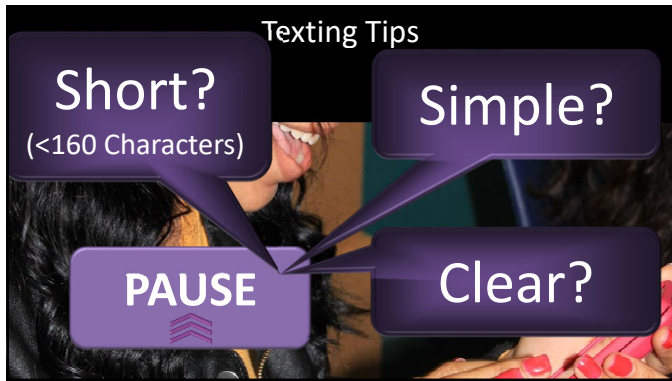 Texting Tips
Short?
(<160 Characters)
Simple?
PAUSE
Clear?